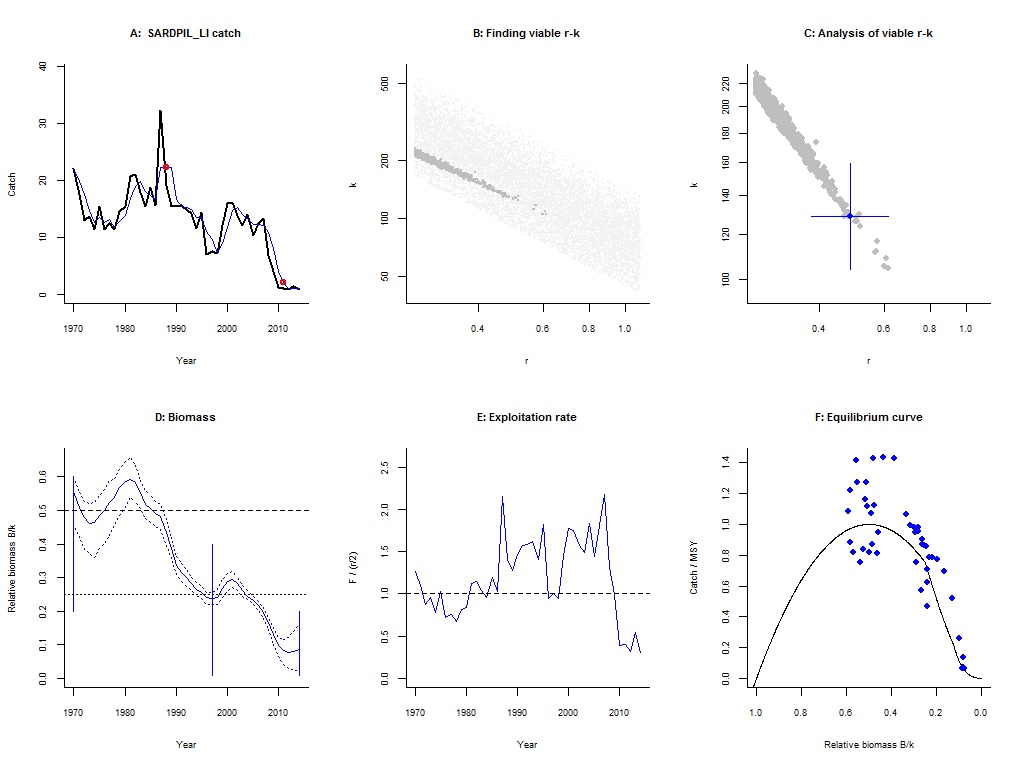 A:  SARDPIL_LI catch
Catch
40
30
20
10
0
1970 1980 1990 2000 2010
Year
B: Finding viable r-k
k
500
200
100
50
0.4 0.6 0.8 1.0
r
C: Analysis of viable r-k
k
220
200
180
160
140
120
100
0.4 0.6 0.8 1.0
r
D: Biomass
Relative biomass B/k
0.6
0.5
0.4
0.3
0.2
0.1
0.0
1970 1980 1990 2000 2010
Year
E: Exploitation rate
F / (r/2)
2.5
2.0
1.5
1.0
0.5
0.0
1970 1980 1990 2000 2010
Year
F: Equilibrium curve
Catch / MSY
1.4
1.2
1.0
0.8
0.6
0.4
0.2
0.0
1.0 0.8 0.6 0.4 0.2 0.0
Relative biomass B/k